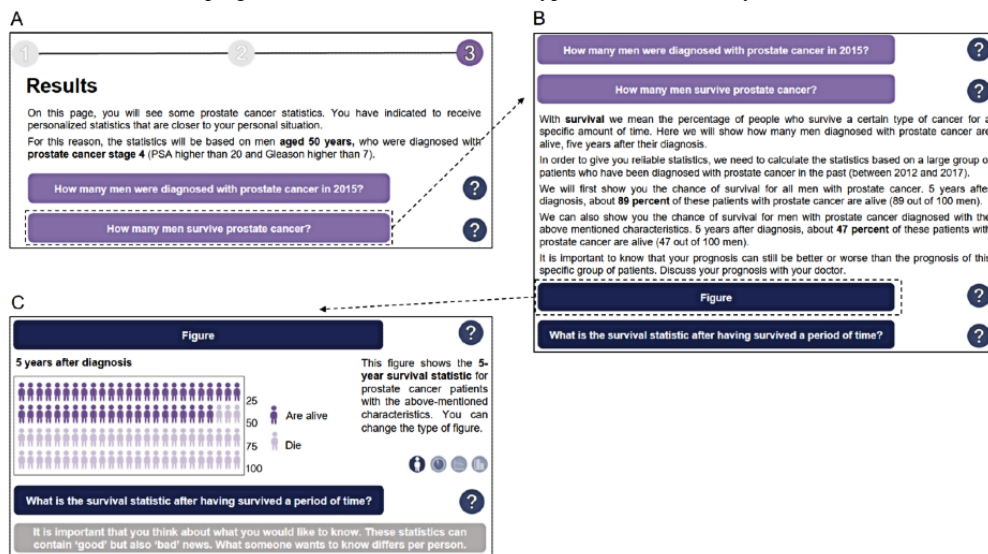 A
1
2
3
Results
On this page, you will see some prostate cancer statistics. You have indicated to receive
personalized statistics that are closer to your personal situation.
For this reason, the statistics will be based on men aged 50 years, who were diagnosed with
prostate cancer stage 4 (PSA higher than 20 and Gleason higher than 7).
How many men were diagnosed with prostate cancer in 2015?
?
How many men survive prostate cancer?
?
B
How many men were diagnosed with prostate cancer in 2015?
?
How many men survive prostate cancer?
?
With survival we mean the percentage of people who survive a certain type of cancer for a
specific amount of time. Here we will show how many men diagnosed with prostate cancer are
alive, five years after their diagnosis.
In order to give you reliable statistics, we need to calculate the statistics based on a large group o
patients who have been diagnosed with prostate cancer in the past (between 2012 and 2017).
We will first show you the chance of survival for all men with prostate cancer. 5 years after
diagnosis, about 89 percent of these patients with prostate cancer are alive (89 out of 100 men).
We can also show you the chance of survival for men with prostate cancer diagnosed with the
above mentioned characteristics. 5 years after diagnosis, about 47 percent of these patients with
prostate cancer are alive (47 out of 100 men).
It is important to know that your prognosis can still be better or worse than the prognosis of this
specific group of patients. Discuss your prognosis with your doctor.
Figure
?
What is the survival statistic after having survived a period of time?
?
C
Figure
?
5 years after diagnosis
25
50
75
100
Are alive
Die
This figure shows the 5-
year survival statistic for
prostate cancer patients
with the above-mentioned
characteristics. You can
change the type of figure.
What is the survival statistic after having survived a period of time?
?
It is important that you think about what you would like to know. These statistics can
contain 'good' but also 'bad' news. What someone wants to know differs per person.